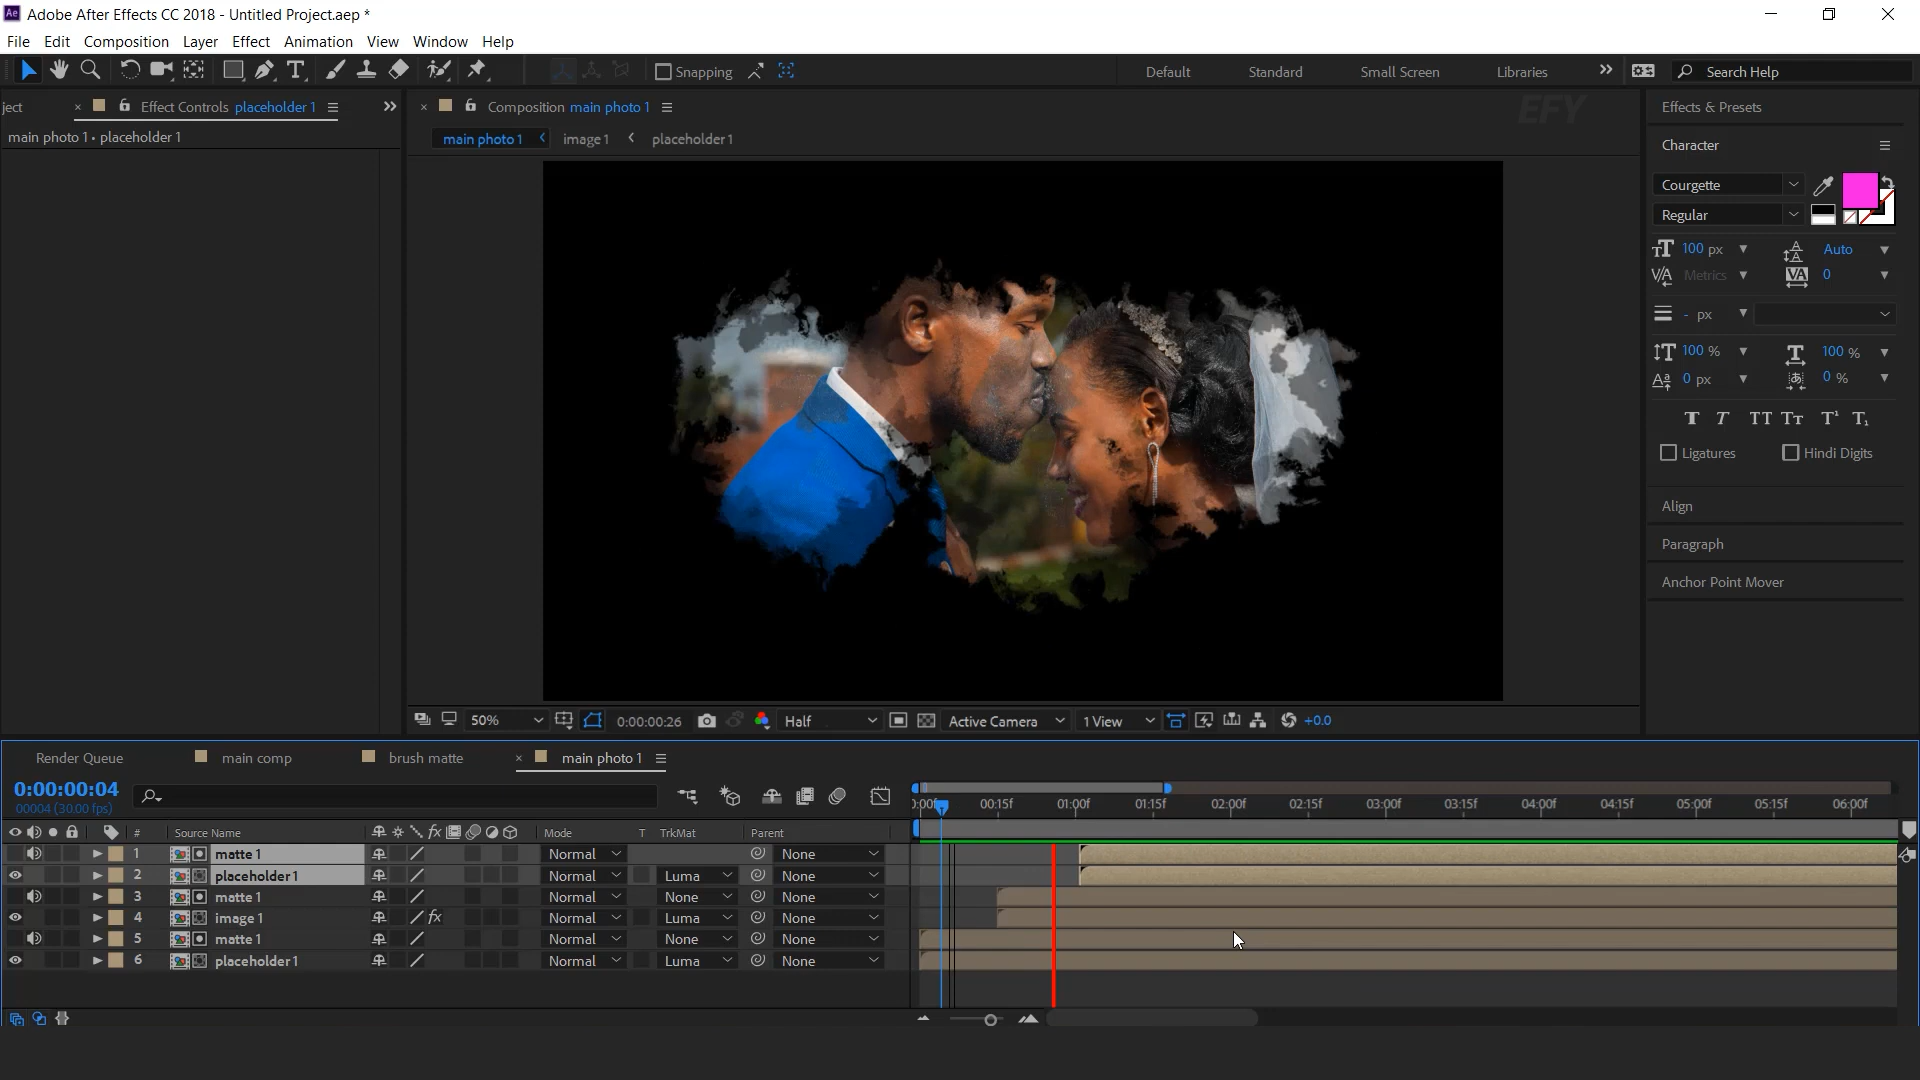 Adobe After Effects CC 2018 - Untitled Project.aep *
File Edit Composition Layer Effect Animation View Window Help
Snapping Default Standard Small Screen Libraries Search Help
ject Effect Controls placeholder 1
main photo 1 • placeholder 1
Composition main photo 1
main photo 1 image 1 placeholder 1
EFY
Effects & Presets
Character
Courgette
Regular
100 px Auto
Metrics 0
- px
100 % 100 %
0 px 0 %
Ligatures Hindi Digits
Align
Paragraph
Anchor Point Mover
50% 0:00:00:26 Half Active Camera 1 View +0.0
Render Queue main comp brush matte main photo 1
0:00:00:04
00004 (30.00 fps)
0:00f 00:15f 01:00f 01:15f 02:00f 02:15f 03:00f 03:15f 04:00f 04:15f 05:00f 05:15f 06:00f
# Source Name Mode T TrkMat Parent
1 matte 1 Normal None
2 placeholder 1 Normal Luma None
3 matte 1 Normal None None
4 image 1 Normal Luma None
5 matte 1 Normal None None
6 placeholder 1 Normal Luma None